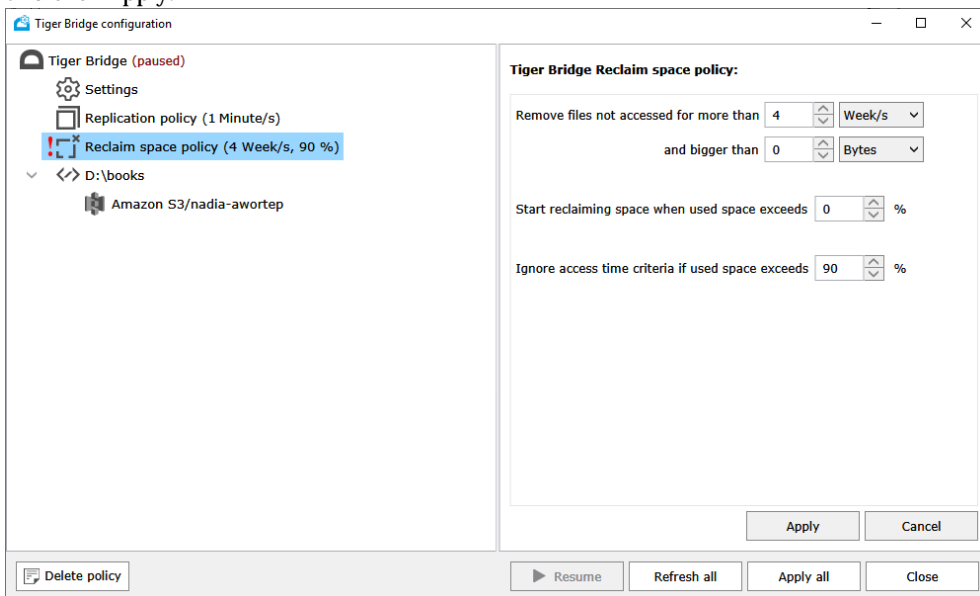 Tiger Bridge configuration
Tiger Bridge (paused)
Settings
Replication policy (1 Minute/s)
Reclaim space policy (4 Week/s, 90 %)
D:\books
Amazon S3/nadia-awortep
Tiger Bridge Reclaim space policy:
Remove files not accessed for more than 4 Week/s
and bigger than 0 Bytes
Start reclaiming space when used space exceeds 0 %
Ignore access time criteria if used space exceeds 90 %
Apply Cancel
Delete policy Resume Refresh all Apply all Close